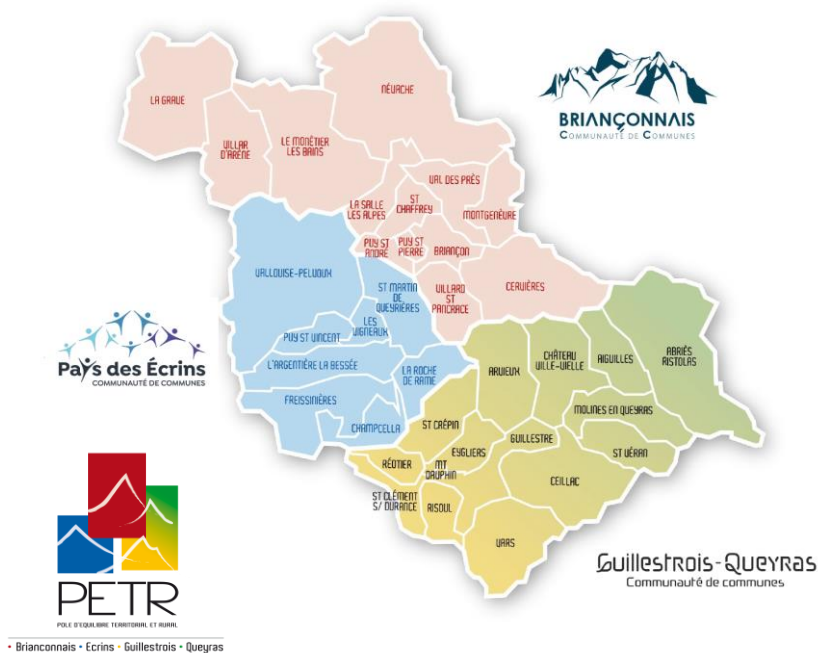 LA GRAVE
NÉVACHE
VILLAR
D'ARÈNE
LE MONÊTIER
LES BAINS
BRIANÇONNAIS
COMMUNAUTÉ DE COMMUNES
VAL DES PRÈS
LA SALLE
LES ALPES
ST
CHAFFREY
MONTGENÈVRE
PUY ST
ANDRÉ
PUY ST
PIERRE
BRIANÇON
VILLARD
ST
PANCRACE
CERVIÈRES
VALLOUISE-PELVOUX
ST MARTIN
DE
QUEYRIÈRES
LES
VIGNEAUX
PUY ST VINCENT
L'ARGENTIÈRE LA BESSÉE
LA ROCHE
DE RAME
FREISSINIÈRES
CHAMPCELLA
Pays des Écrins
COMMUNAUTÉ DE COMMUNES
ARVIEUX
CHÂTEAU
VILLE-VIELLE
AIGUILLES
ABRIÈS
RISTOLAS
MOLINES EN QUEYRAS
ST CRÉPIN
EYGLIERS
GUILLESTRE
ST VÉRAN
RÉOTIER
MT
DAUPHIN
CEILLAC
ST CLÉMENT
S/ DURANCE
RISOUL
VARS
Guillestrois-Queyras
Communauté de communes
PETR
POLE D'EQUILIBRE TERRITORIAL ET RURAL
• Brianconnais • Ecrins • Guillestrois • Queyras